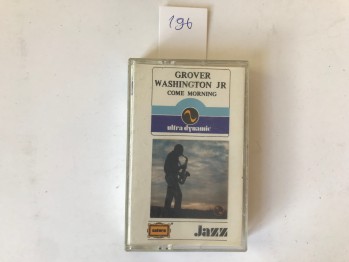 196
GROVER
WASHINGTON JR
COME MORNING
ultra dynamic
Jazz